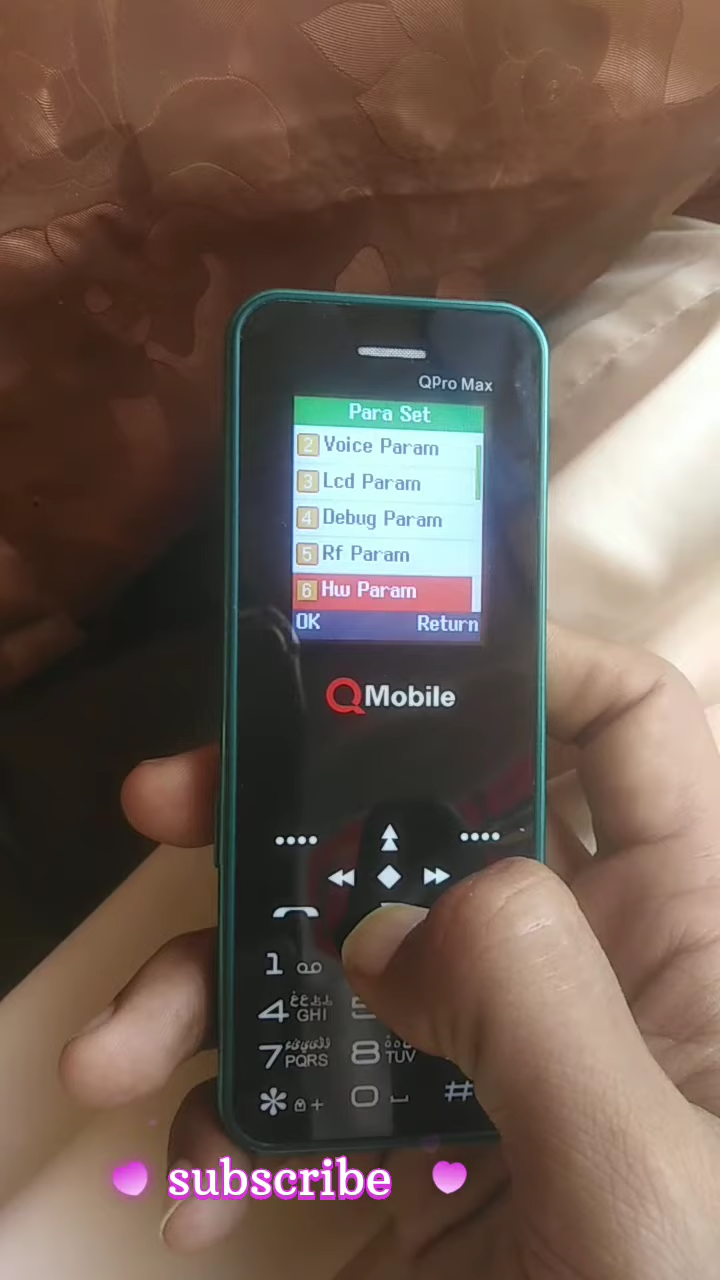 QPro Max
Para Set
2 Voice Param
3 Lcd Param
4 Debug Param
5 Rf Param
6 Hw Param
OK Return
QMobile
1
4 GHI
7 PQRS
8 TUV
* +
0
#
subscribe